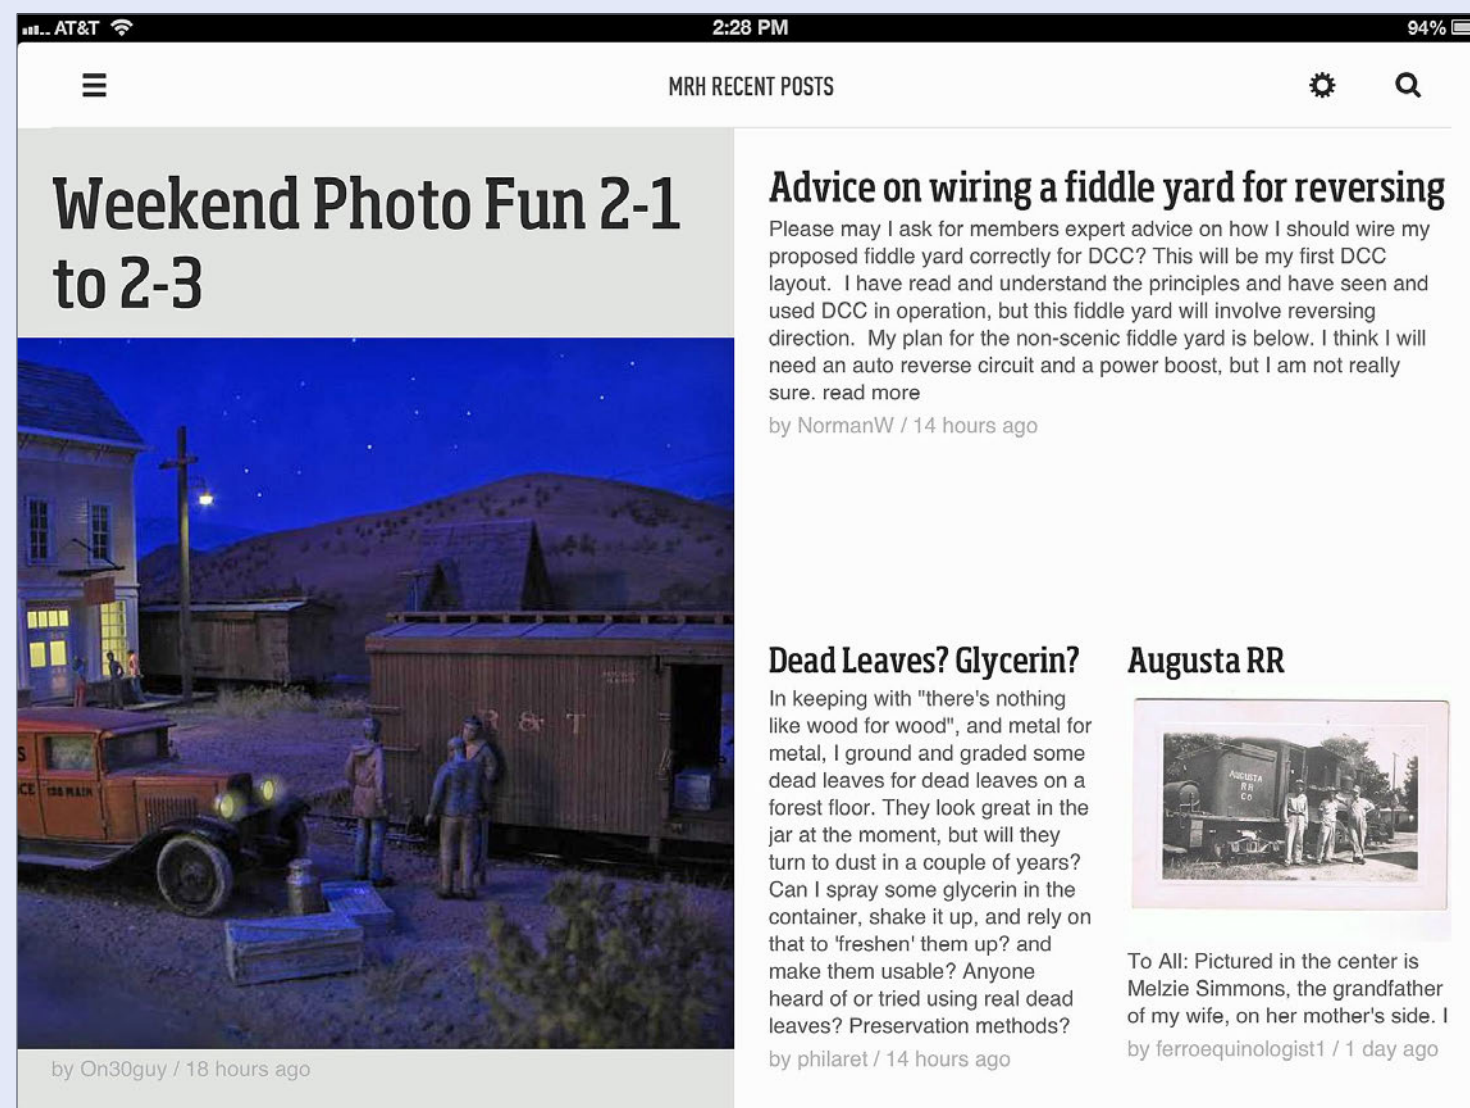 AT&T
2:28 PM
94%
MRH RECENT POSTS
Weekend Photo Fun 2-1
to 2-3
S
CE 138 MAIN
R & T
by On30guy / 18 hours ago
Advice on wiring a fiddle yard for reversing
Please may I ask for members expert advice on how I should wire my
proposed fiddle yard correctly for DCC? This will be my first DCC
layout.  I have read and understand the principles and have seen and
used DCC in operation, but this fiddle yard will involve reversing
direction.  My plan for the non-scenic fiddle yard is below. I think I will
need an auto reverse circuit and a power boost, but I am not really
sure. read more
by NormanW / 14 hours ago
Dead Leaves? Glycerin?
In keeping with "there's nothing
like wood for wood", and metal for
metal, I ground and graded some
dead leaves for dead leaves on a
forest floor. They look great in the
jar at the moment, but will they
turn to dust in a couple of years?
Can I spray some glycerin in the
container, shake it up, and rely on
that to 'freshen' them up? and
make them usable? Anyone
heard of or tried using real dead
leaves? Preservation methods?
by philaret / 14 hours ago
Augusta RR
AUGUSTA
RR
CO
To All: Pictured in the center is
Melzie Simmons, the grandfather
of my wife, on her mother's side. I
by ferroequinologist1 / 1 day ago